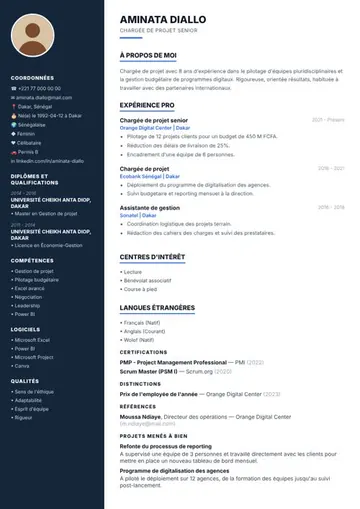 COORDONNÉES
☎ +221 77 000 00 00
✉ aminata.diallo@mail.com
📍 Dakar, Sénégal
🎂 Né(e) le 1992-04-12 à Dakar
🌍 Sénégalaise
◆ Féminin
❤ Célibataire
🚗 Permis B
in linkedin.com/in/aminata-diallo
DIPLÔMES ET
QUALIFICATIONS
2014 - 2016
UNIVERSITÉ CHEIKH ANTA DIOP,
DAKAR
• Master en Gestion de projet
2011 - 2014
UNIVERSITÉ CHEIKH ANTA DIOP,
DAKAR
• Licence en Économie-Gestion
COMPÉTENCES
• Gestion de projet
• Pilotage budgétaire
• Excel avancé
• Négociation
• Leadership
• Power BI
LOGICIELS
• Microsoft Excel
• Power BI
• Microsoft Project
• Canva
QUALITÉS
• Sens de l'éthique
• Adaptabilité
• Esprit d'équipe
• Rigueur
AMINATA DIALLO
CHARGÉE DE PROJET SENIOR
À PROPOS DE MOI
Chargée de projet avec 8 ans d'expérience dans le pilotage d'équipes pluridisciplinaires et
la gestion budgétaire de programmes digitaux. Rigoureuse, orientée résultats, habituée à
travailler avec des partenaires internationaux.
EXPÉRIENCE PRO
Chargée de projet senior 2021 - Présent
Orange Digital Center | Dakar
• Pilotage de 12 projets clients pour un budget de 450 M FCFA.
• Réduction des délais de livraison de 25%.
• Encadrement d'une équipe de 6 personnes.
Chargée de projet 2018 - 2021
Ecobank Sénégal | Dakar
• Déploiement du programme de digitalisation des agences.
• Suivi budgétaire et reporting mensuel à la direction.
Assistante de gestion 2016 - 2018
Sonatel | Dakar
• Coordination logistique des projets terrain.
• Rédaction des cahiers des charges et suivi des prestataires.
CENTRES D'INTÉRÊT
• Lecture
• Bénévolat associatif
• Course à pied
LANGUES ÉTRANGÈRES
• Français (Natif)
• Anglais (Courant)
• Wolof (Natif)
CERTIFICATIONS
PMP - Project Management Professional — PMI (2022)
Scrum Master (PSM I) — Scrum.org (2020)
DISTINCTIONS
Prix de l'employée de l'année — Orange Digital Center (2023)
RÉFÉRENCES
Moussa Ndiaye, Directeur des opérations — Orange Digital Center
(m.ndiaye@mail.com)
PROJETS MENÉS À BIEN
Refonte du processus de reporting
A supervisé une équipe de 3 personnes et travaillé directement avec les clients pour
mettre en place un nouveau tableau de bord mensuel.
Programme de digitalisation des agences
A piloté le déploiement sur 12 agences, de la formation des équipes jusqu'au suivi
post-lancement.